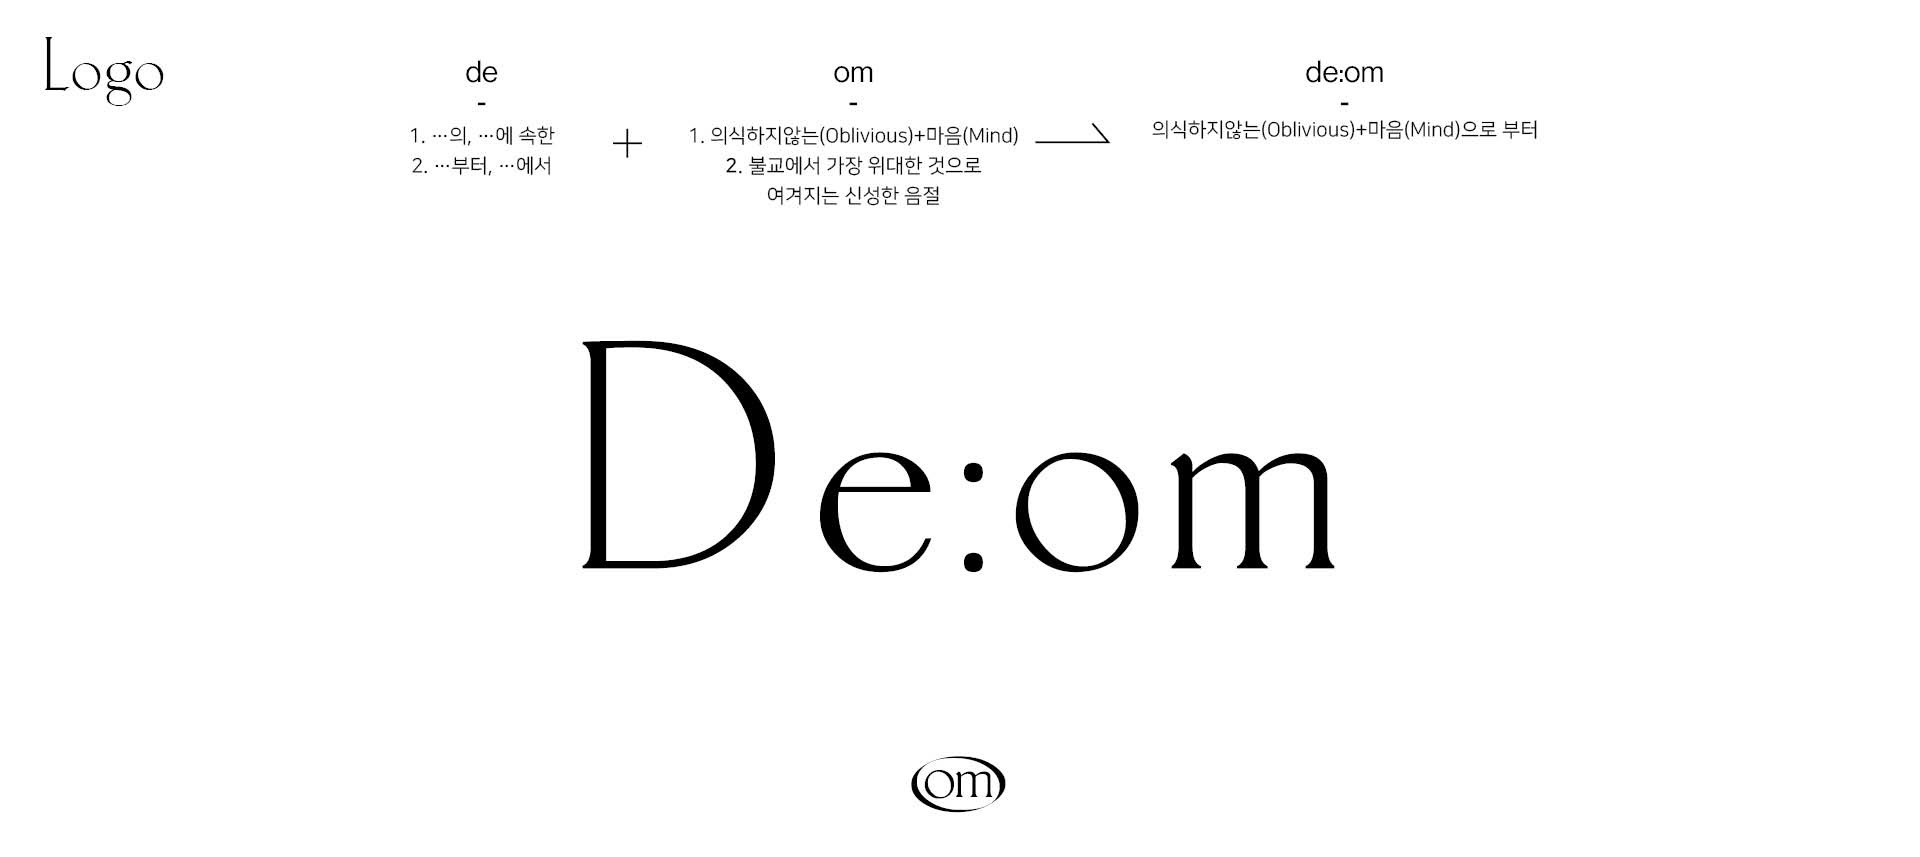 Logo
de
-
1. ···의, ···에 속한
2. ···부터, ···에서
+
om
-
1. 의식하지않는(Oblivious)+마음(Mind)
2. 불교에서 가장 위대한 것으로
여겨지는 신성한 음절
de:om
-
의식하지않는(Oblivious)+마음(Mind)으로 부터
De:om
om